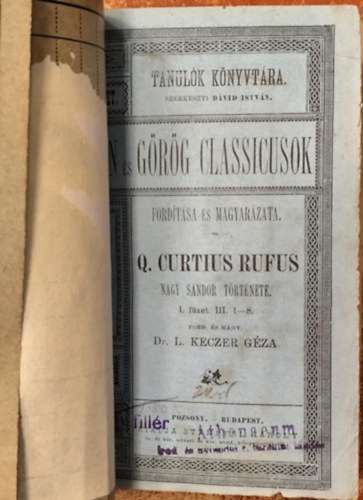 TANULÓK KÖNYVTÁRA.
SZERKESZTI DÁVID ISTVÁN.
N ÉS GÖRÖG CLASSICUSOK
FORDÍTÁSA ÉS MAGYARÁZATA.
Q. CURTIUS RUFUS
NAGY SÁNDOR TÖRTÉNETE.
I. füzet. III. 1—8.
FORD. ÉS MAGY.
Dr. L. KECZER GÉZA
POZSONY, BUDAPEST,
fillér
Athenaeum